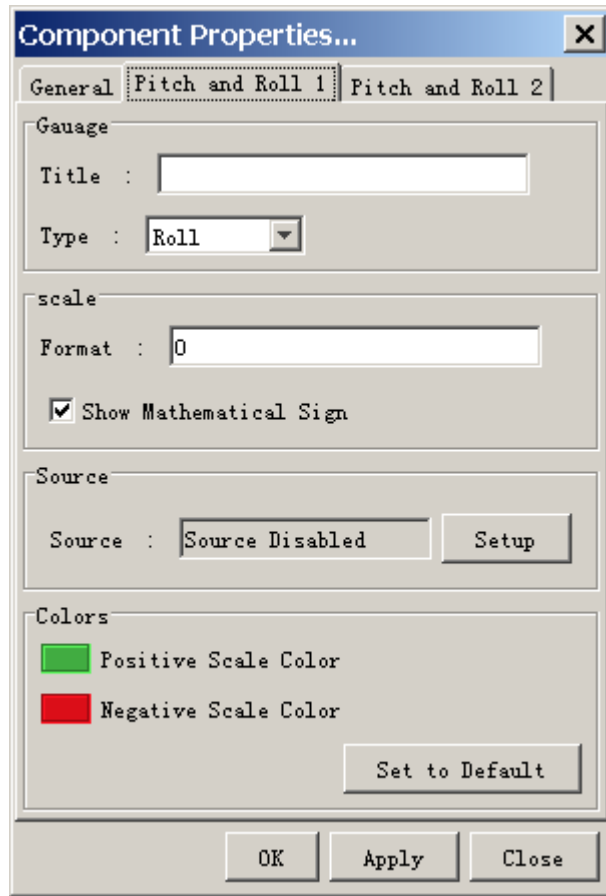 Component Properties...
General Pitch and Roll 1 Pitch and Roll 2
Gauage
Title :
Type : Roll
scale
Format : 0
Show Mathematical Sign
Source
Source : Source Disabled Setup
Colors
Positive Scale Color
Negative Scale Color
Set to Default
OK Apply Close